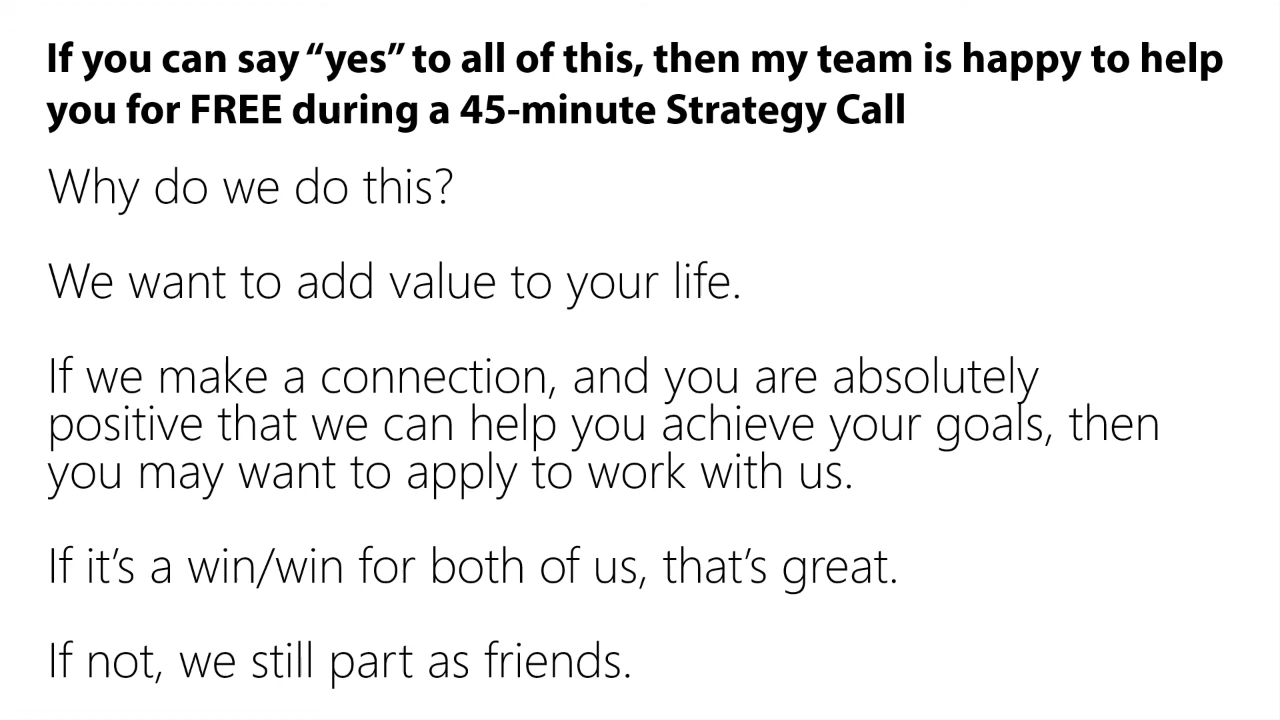 If you can say “yes” to all of this, then my team is happy to help
you for FREE during a 45-minute Strategy Call
Why do we do this?
We want to add value to your life.
If we make a connection, and you are absolutely
positive that we can help you achieve your goals, then
you may want to apply to work with us.
If it’s a win/win for both of us, that’s great.
If not, we still part as friends.